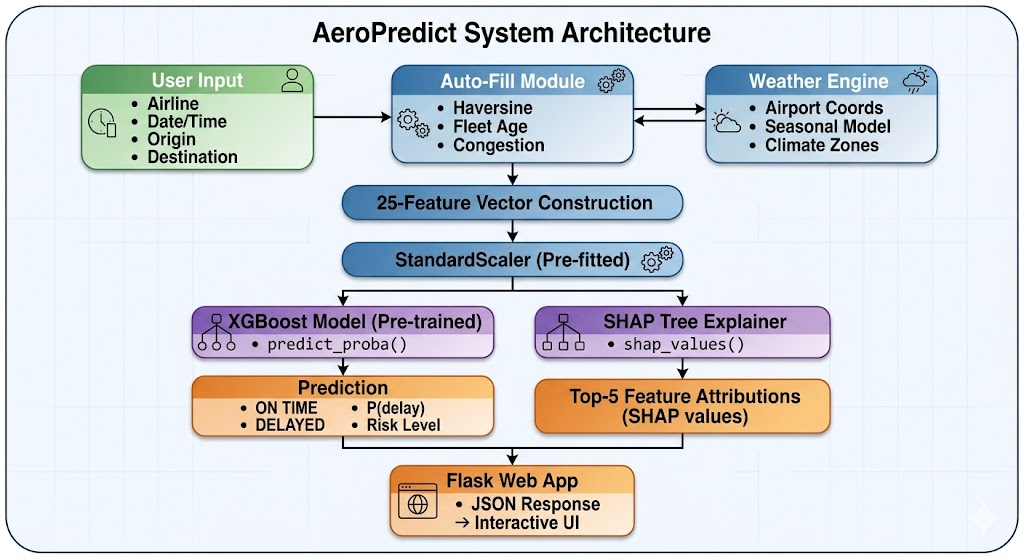 AeroPredict System Architecture
User Input
• Airline
• Date/Time
• Origin
• Destination
Auto-Fill Module
• Haversine
• Fleet Age
• Congestion
Weather Engine
• Airport Coords
• Seasonal Model
• Climate Zones
25-Feature Vector Construction
StandardScaler (Pre-fitted)
XGBoost Model (Pre-trained)
• predict_proba()
SHAP Tree Explainer
• shap_values()
Prediction
• ON TIME
• DELAYED
• P(delay)
• Risk Level
Top-5 Feature Attributions
(SHAP values)
Flask Web App
• JSON Response
→ Interactive UI